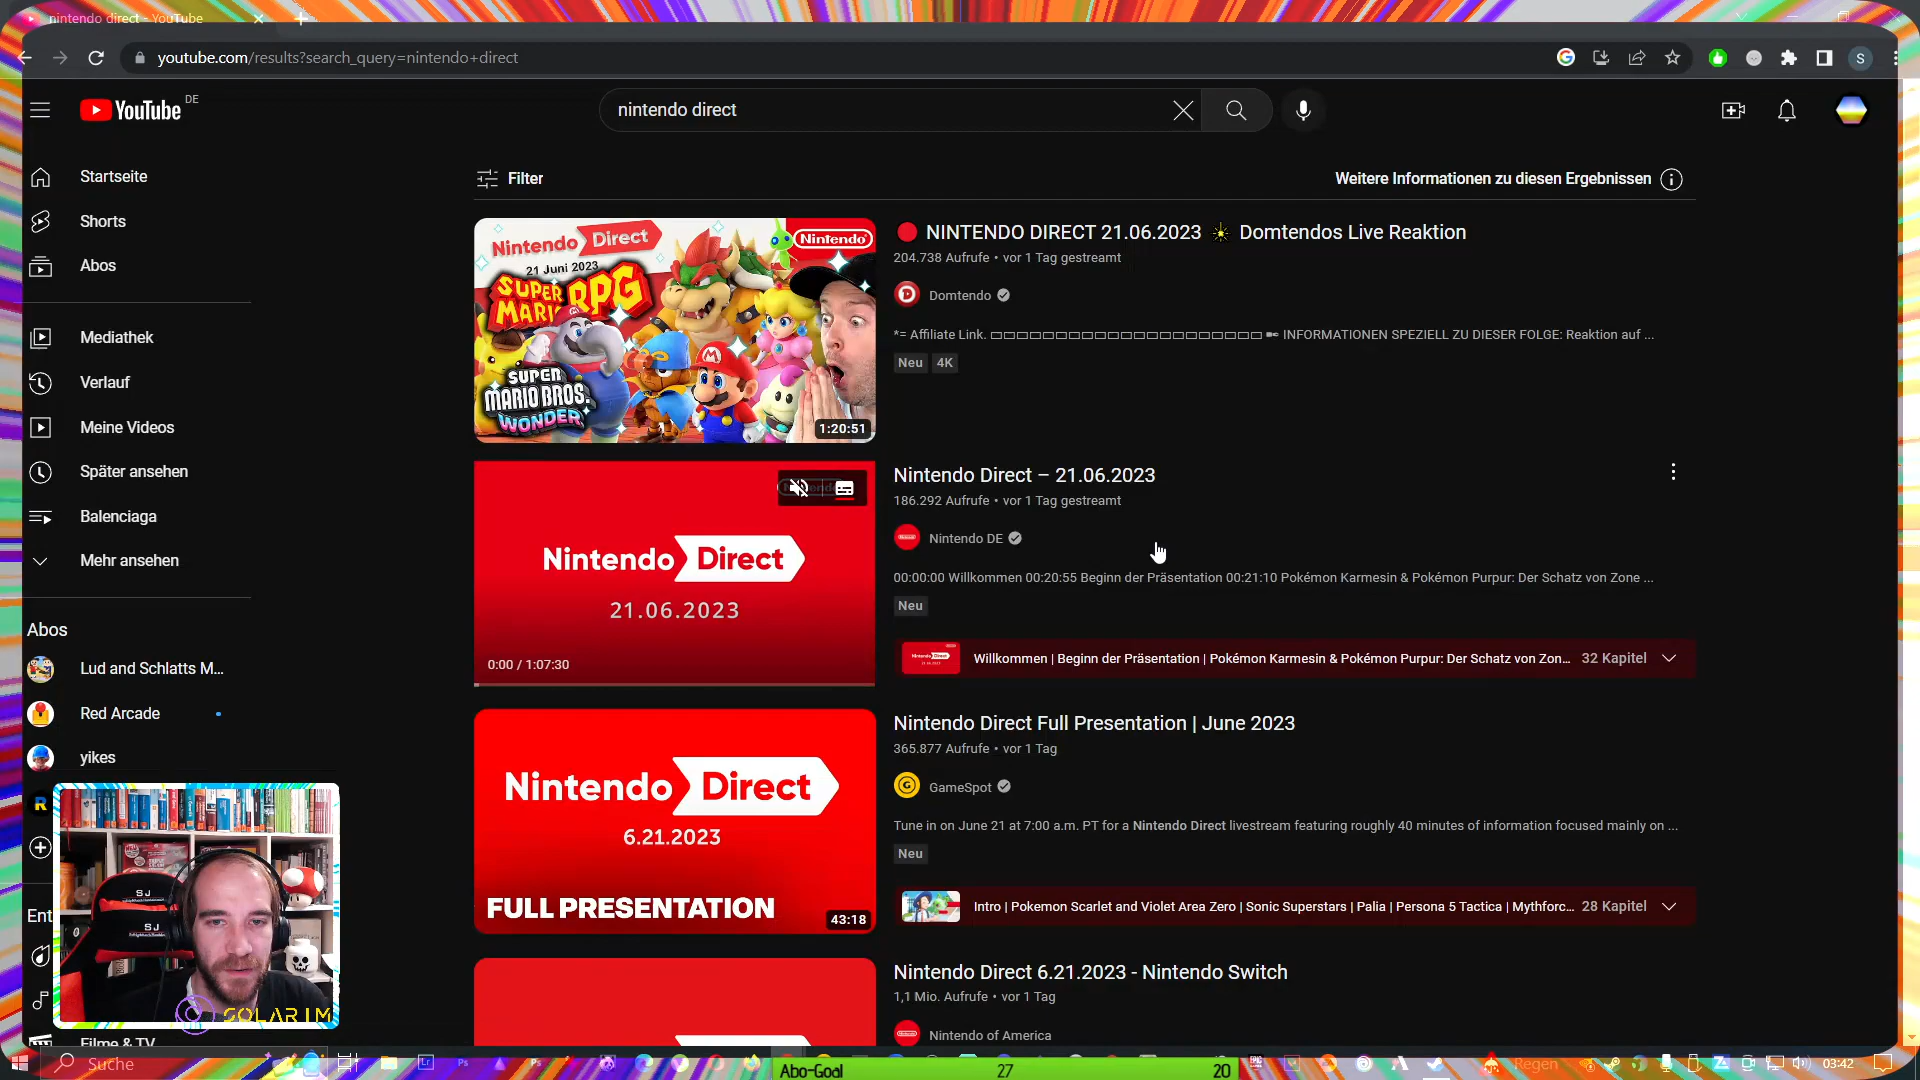 nintendo direct - YouTube
youtube.com/results?search_query=nintendo+direct
S
YouTube DE
nintendo direct
Startseite
Shorts
Abos
Mediathek
Verlauf
Meine Videos
Später ansehen
Balenciaga
Mehr ansehen
Abos
Lud and Schlatts M...
Red Arcade
yikes
R
Ent
Filme & TV
SJ
SJ
SOLARIM
Filter
Weitere Informationen zu diesen Ergebnissen
Nintendo Direct
21 Juni 2023
Nintendo
SUPER MARIO RPG
SUPER
MARIO BROS.
WONDER
1:20:51
NINTENDO DIRECT 21.06.2023 Domtendos Live Reaktion
204.738 Aufrufe • vor 1 Tag gestreamt
Domtendo
*= Affiliate Link. ▭▭▭▭▭▭▭▭▭▭▭▭▭▭▭▭▭▭▭▭▭ INFORMATIONEN SPEZIELL ZU DIESER FOLGE: Reaktion auf ...
Neu 4K
Nintendo Direct
21.06.2023
0:00 / 1:07:30
Nintendo Direct – 21.06.2023
186.292 Aufrufe • vor 1 Tag gestreamt
Nintendo DE
00:00:00 Willkommen 00:20:55 Beginn der Präsentation 00:21:10 Pokémon Karmesin & Pokémon Purpur: Der Schatz von Zone ...
Neu
Willkommen | Beginn der Präsentation | Pokémon Karmesin & Pokémon Purpur: Der Schatz von Zon... 32 Kapitel
Nintendo Direct
6.21.2023
FULL PRESENTATION
43:18
Nintendo Direct Full Presentation | June 2023
365.877 Aufrufe • vor 1 Tag
GameSpot
Tune in on June 21 at 7:00 a.m. PT for a Nintendo Direct livestream featuring roughly 40 minutes of information focused mainly on ...
Neu
Intro | Pokemon Scarlet and Violet Area Zero | Sonic Superstars | Palia | Persona 5 Tactica | Mythforc... 28 Kapitel
Nintendo Direct 6.21.2023 - Nintendo Switch
1,1 Mio. Aufrufe • vor 1 Tag
Nintendo of America
Suche
Abo-Goal 27 20
Regen
03:42